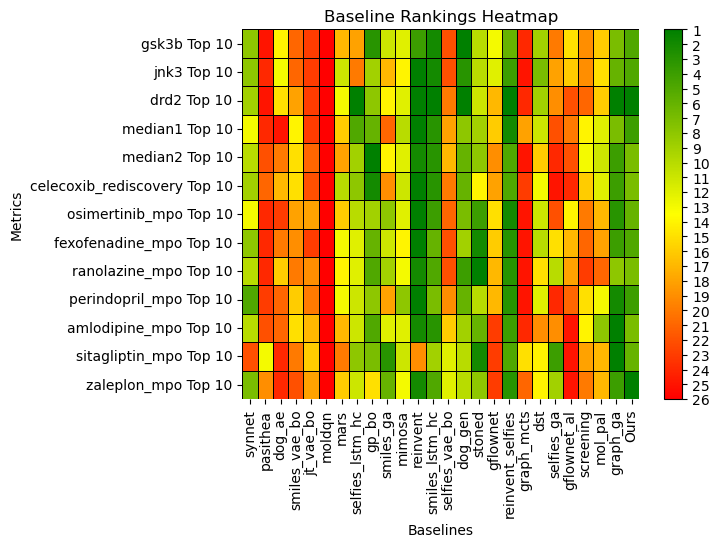 Baseline Rankings Heatmap
Metrics
gsk3b Top 10
jnk3 Top 10
drd2 Top 10
median1 Top 10
median2 Top 10
celecoxib_rediscovery Top 10
osimertinib_mpo Top 10
fexofenadine_mpo Top 10
ranolazine_mpo Top 10
perindopril_mpo Top 10
amlodipine_mpo Top 10
sitagliptin_mpo Top 10
zaleplon_mpo Top 10
synnet
pasithea
dog_ae
smiles_vae_bo
jt_vae_bo
moldqn
mars
selfies_lstm_hc
gp_bo
smiles_ga
mimosa
reinvent
smiles_lstm_hc
selfies_vae_bo
dog_gen
stoned
gflownet
reinvent_selfies
graph_mcts
dst
selfies_ga
gflownet_al
screening
mol_pal
graph_ga
Ours
Baselines
1
2
3
4
5
6
7
8
9
10
11
12
13
14
15
16
17
18
19
20
21
22
23
24
25
26